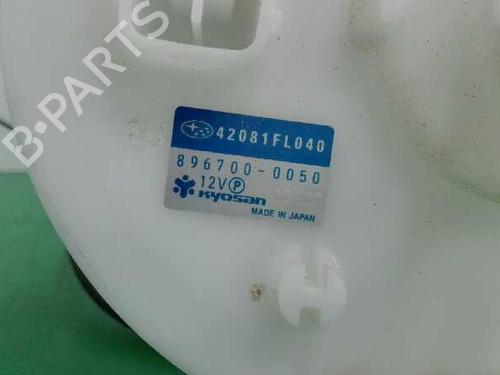 B-PARTS
42081FL040
896700-0050
12V P
Kyosan
MADE IN JAPAN